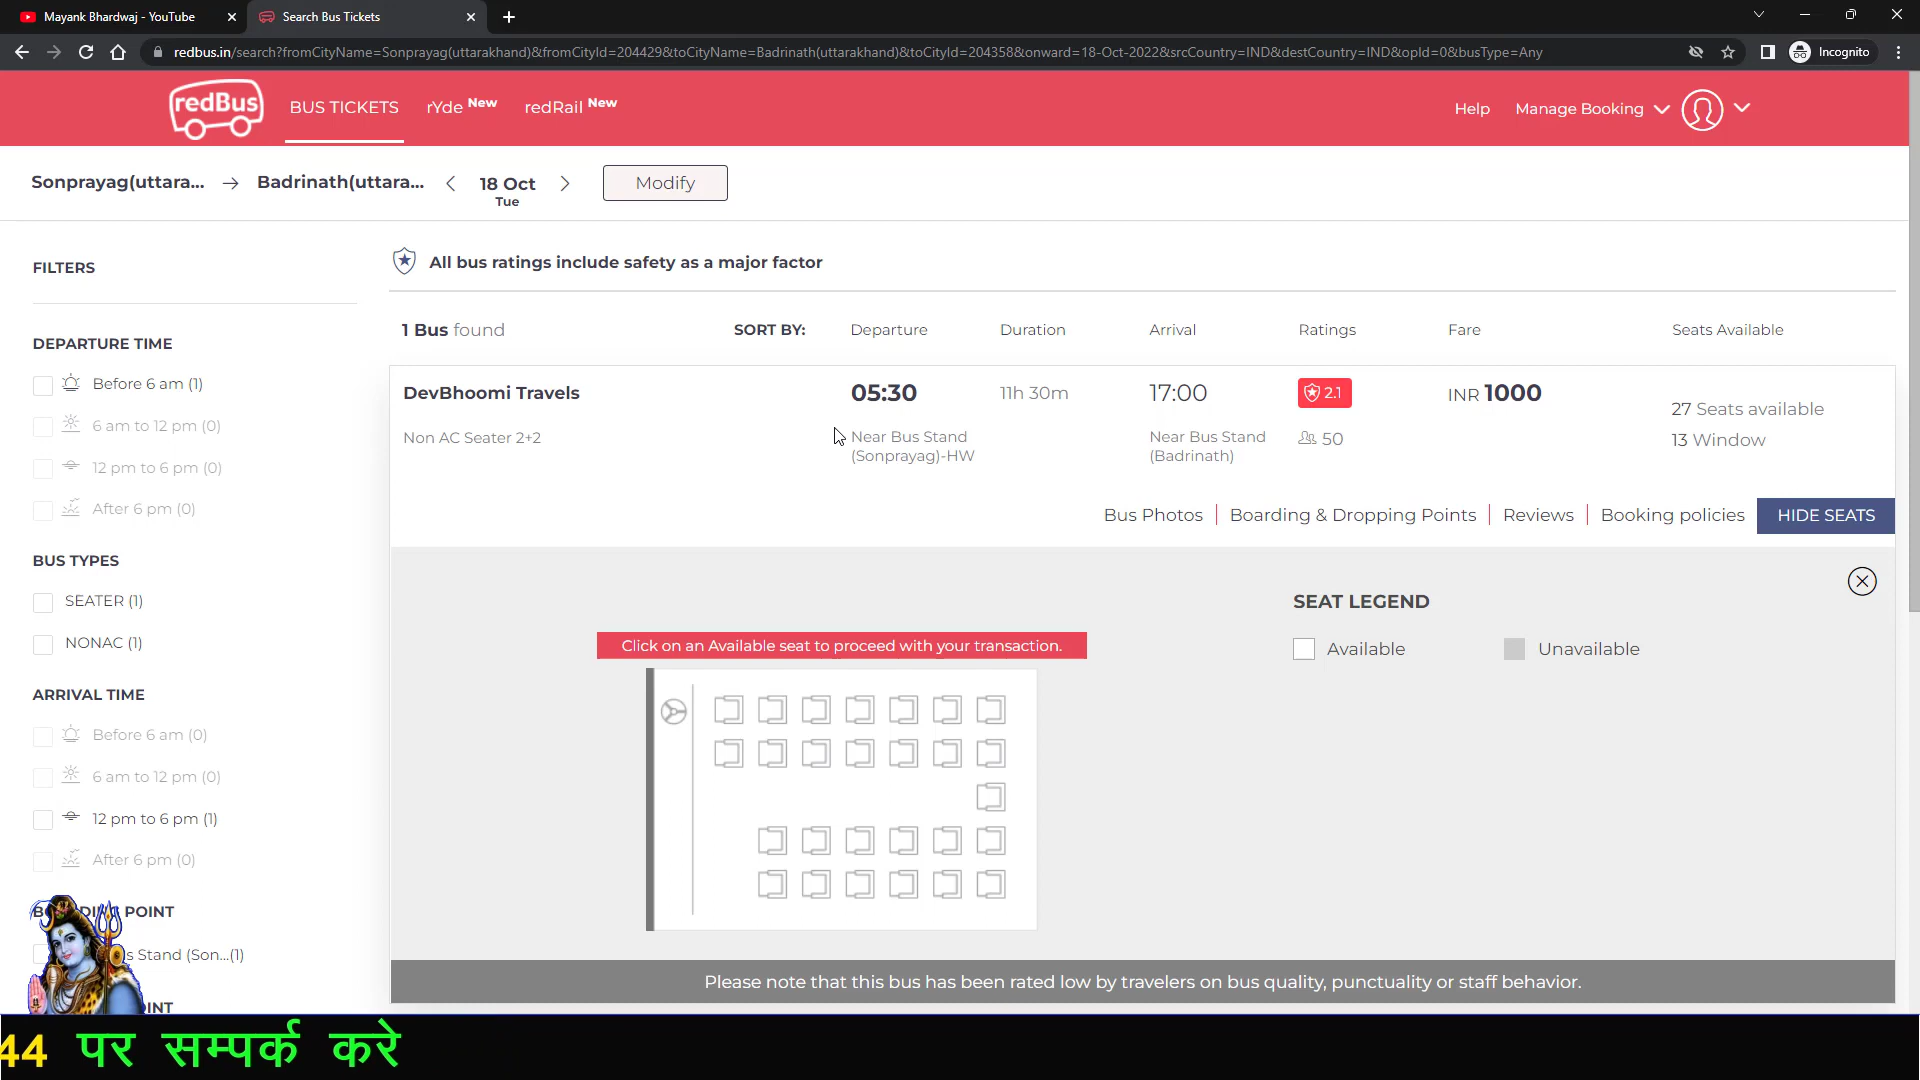 Mayank Bhardwaj - YouTube
Search Bus Tickets
redbus.in/search?fromCityName=Sonprayag(uttarakhand)&fromCityId=204429&toCityName=Badrinath(uttarakhand)&toCityId=204358&onward=18-Oct-2022&srcCountry=IND&destCountry=IND&opId=0&busType=Any
Incognito
redBus
BUS TICKETS
rYde New
redRail New
Help
Manage Booking
Sonprayag(uttara...
Badrinath(uttara...
18 Oct
Tue
Modify
FILTERS
All bus ratings include safety as a major factor
1 Bus found
SORT BY:
Departure
Duration
Arrival
Ratings
Fare
Seats Available
DEPARTURE TIME
Before 6 am (1)
6 am to 12 pm (0)
12 pm to 6 pm (0)
After 6 pm (0)
BUS TYPES
SEATER (1)
NONAC (1)
ARRIVAL TIME
Before 6 am (0)
6 am to 12 pm (0)
12 pm to 6 pm (1)
After 6 pm (0)
POINT
s Stand (Son...(1)
INT
DevBhoomi Travels
05:30
11h 30m
17:00
2.1
INR 1000
27 Seats available
Non AC Seater 2+2
Near Bus Stand
(Sonprayag)-HW
Near Bus Stand
(Badrinath)
50
13 Window
Bus Photos
Boarding & Dropping Points
Reviews
Booking policies
HIDE SEATS
Click on an Available seat to proceed with your transaction.
SEAT LEGEND
Available
Unavailable
Please note that this bus has been rated low by travelers on bus quality, punctuality or staff behavior.
44 पर सम्पर्क करे